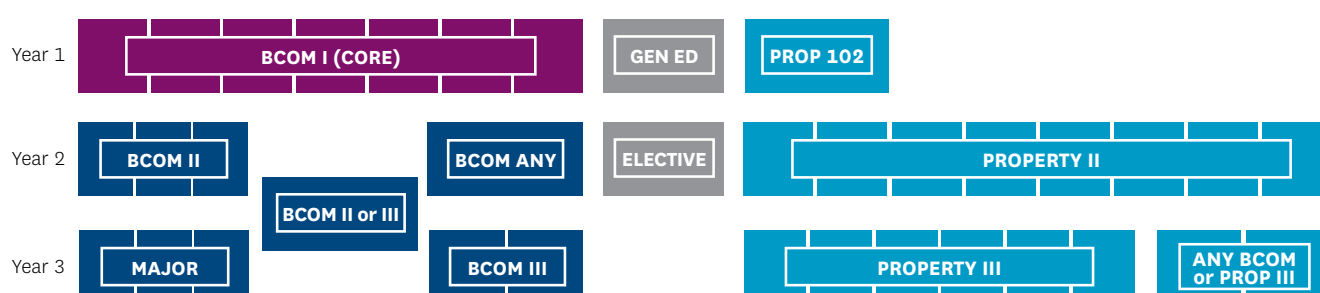 Year 1
BCOM I (CORE)
GEN ED
PROP 102
Year 2
BCOM II
BCOM ANY
ELECTIVE
PROPERTY II
BCOM II or III
Year 3
MAJOR
BCOM III
PROPERTY III
ANY BCOM
or PROP III